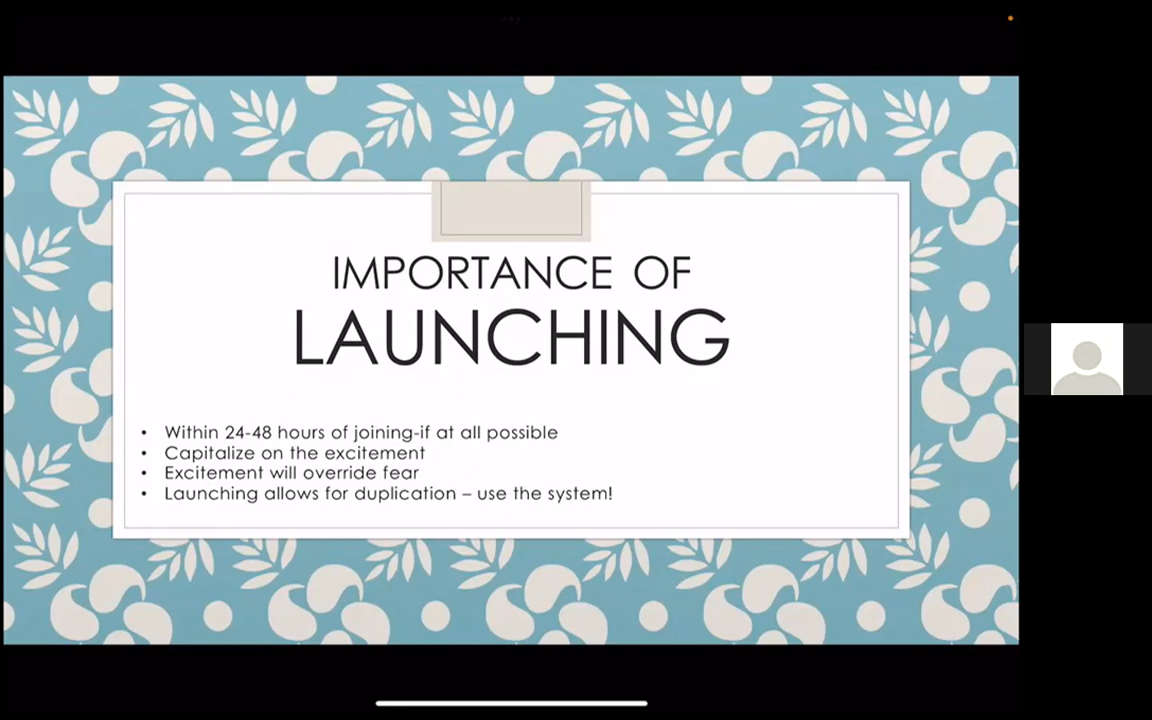 IMPORTANCE OF
LAUNCHING
• Within 24-48 hours of joining-if at all possible
• Capitalize on the excitement
• Excitement will override fear
• Launching allows for duplication – use the system!